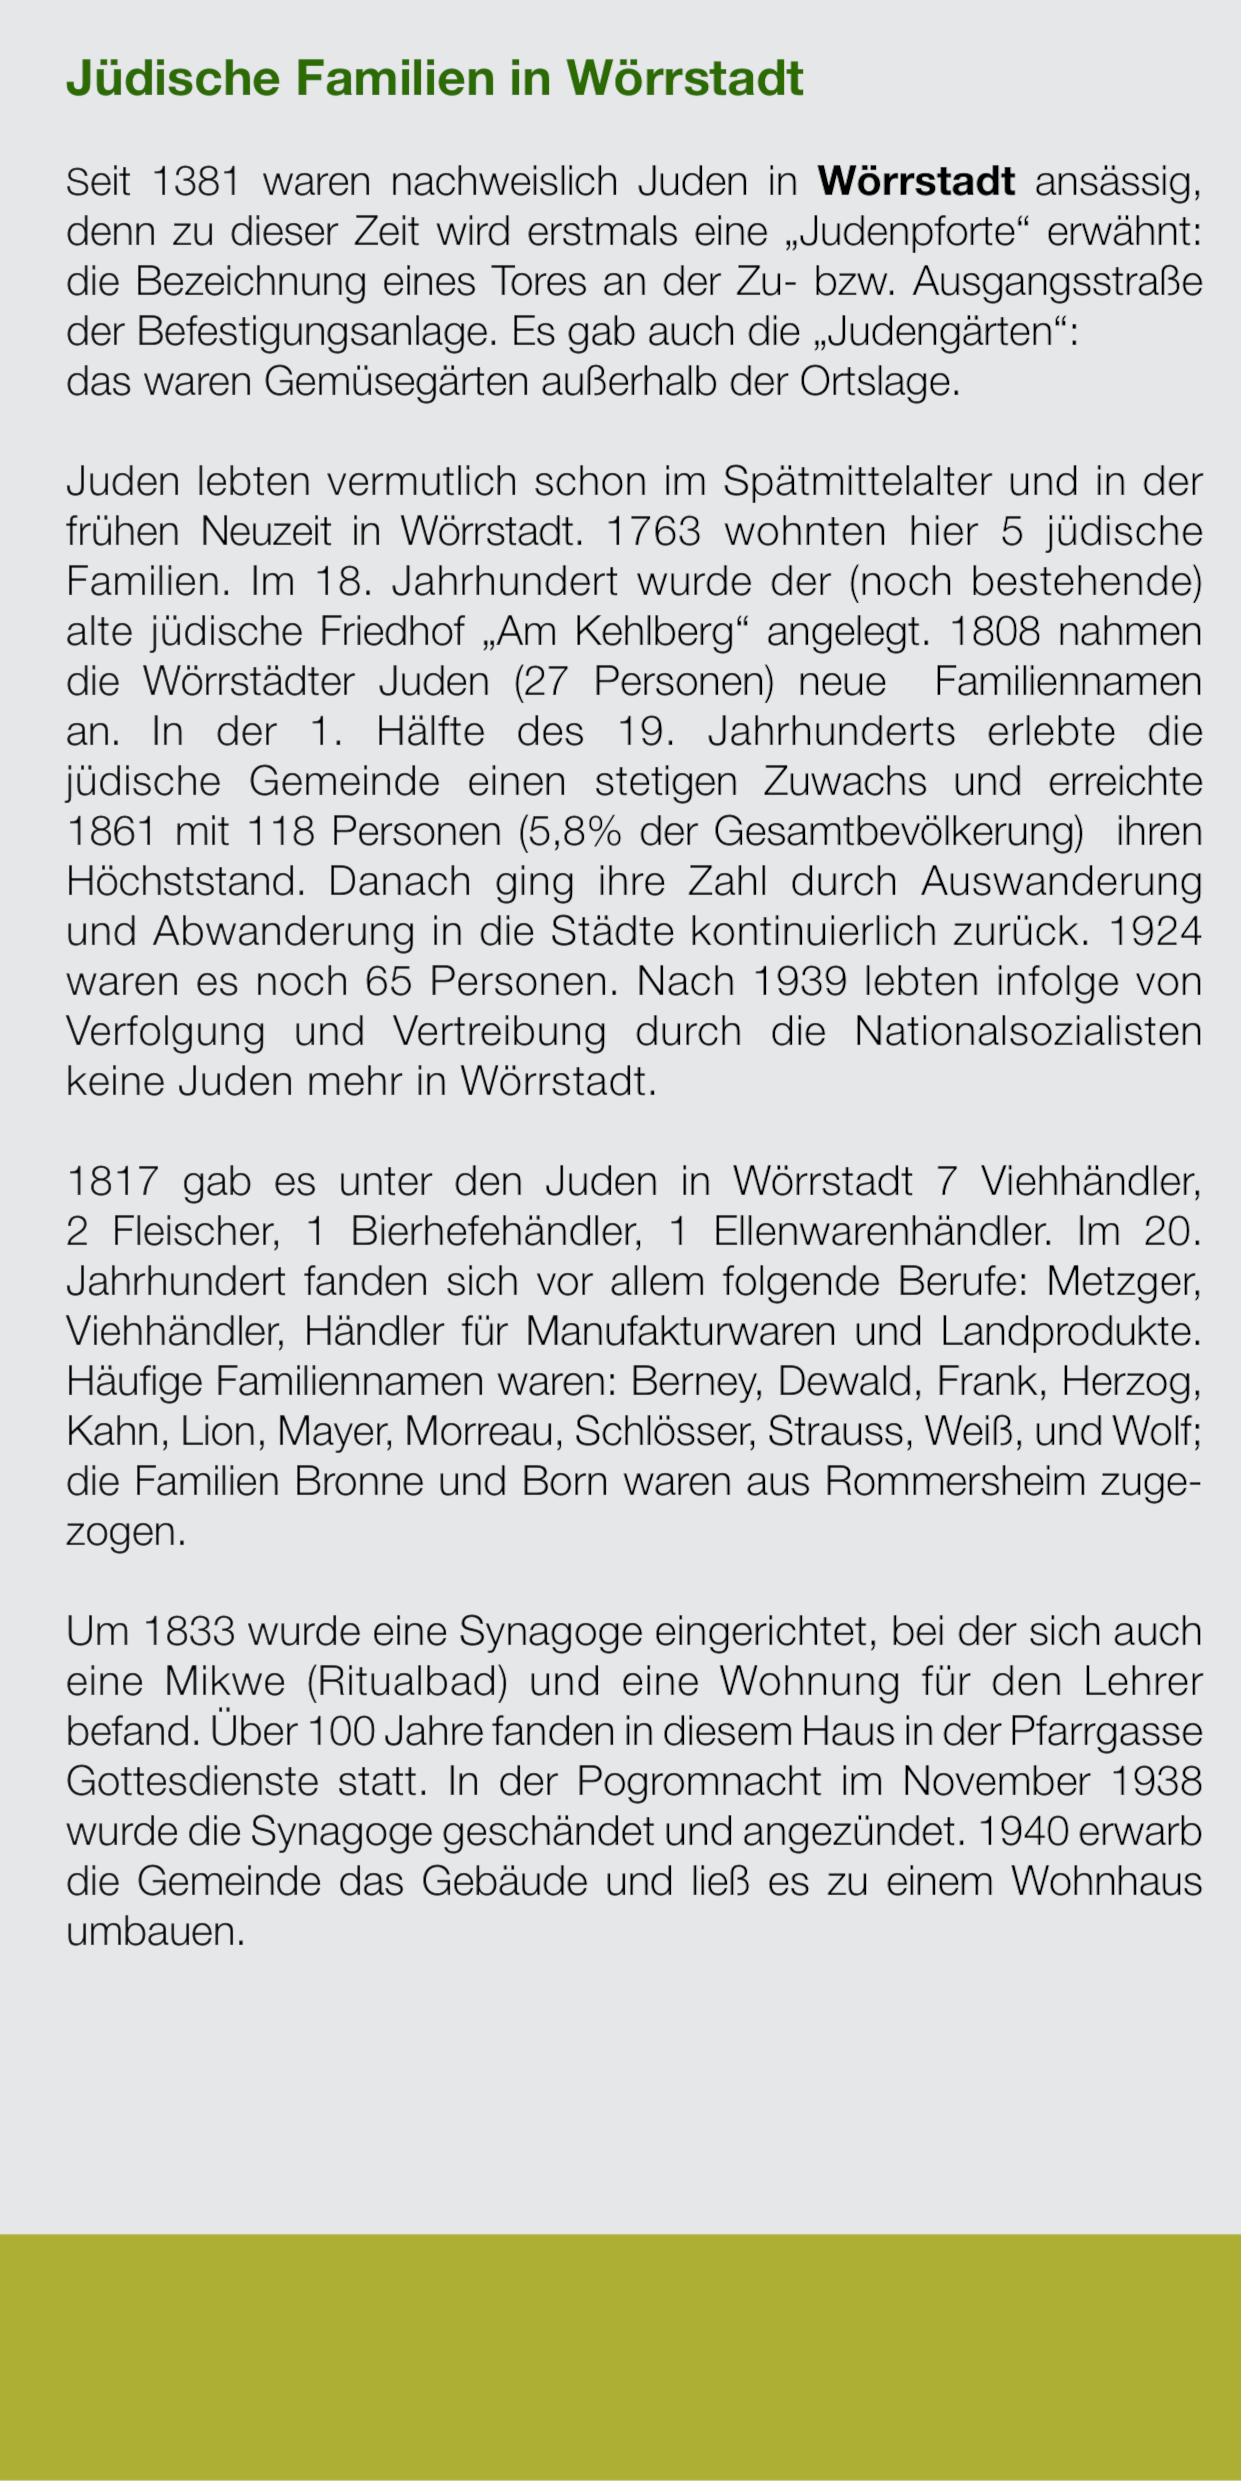 Jüdische Familien in Wörrstadt
Seit 1381 waren nachweislich Juden in Wörrstadt ansässig,
denn zu dieser Zeit wird erstmals eine „Judenpforte“ erwähnt:
die Bezeichnung eines Tores an der Zu- bzw. Ausgangsstraße
der Befestigungsanlage. Es gab auch die „Judengärten“:
das waren Gemüsegärten außerhalb der Ortslage.
Juden lebten vermutlich schon im Spätmittelalter und in der
frühen Neuzeit in Wörrstadt. 1763 wohnten hier 5 jüdische
Familien. Im 18. Jahrhundert wurde der (noch bestehende)
alte jüdische Friedhof „Am Kehlberg“ angelegt. 1808 nahmen
die Wörrstädter Juden (27 Personen) neue Familiennamen
an. In der 1. Hälfte des 19. Jahrhunderts erlebte die
jüdische Gemeinde einen stetigen Zuwachs und erreichte
1861 mit 118 Personen (5,8% der Gesamtbevölkerung) ihren
Höchststand. Danach ging ihre Zahl durch Auswanderung
und Abwanderung in die Städte kontinuierlich zurück. 1924
waren es noch 65 Personen. Nach 1939 lebten infolge von
Verfolgung und Vertreibung durch die Nationalsozialisten
keine Juden mehr in Wörrstadt.
1817 gab es unter den Juden in Wörrstadt 7 Viehhändler,
2 Fleischer, 1 Bierhefehändler, 1 Ellenwarenhändler. Im 20.
Jahrhundert fanden sich vor allem folgende Berufe: Metzger,
Viehhändler, Händler für Manufakturwaren und Landprodukte.
Häufige Familiennamen waren: Berney, Dewald, Frank, Herzog,
Kahn, Lion, Mayer, Morreau, Schlösser, Strauss, Weiß, und Wolf;
die Familien Bronne und Born waren aus Rommersheim zuge-
zogen.
Um 1833 wurde eine Synagoge eingerichtet, bei der sich auch
eine Mikwe (Ritualbad) und eine Wohnung für den Lehrer
befand. Über 100 Jahre fanden in diesem Haus in der Pfarrgasse
Gottesdienste statt. In der Pogromnacht im November 1938
wurde die Synagoge geschändet und angezündet. 1940 erwarb
die Gemeinde das Gebäude und ließ es zu einem Wohnhaus
umbauen.